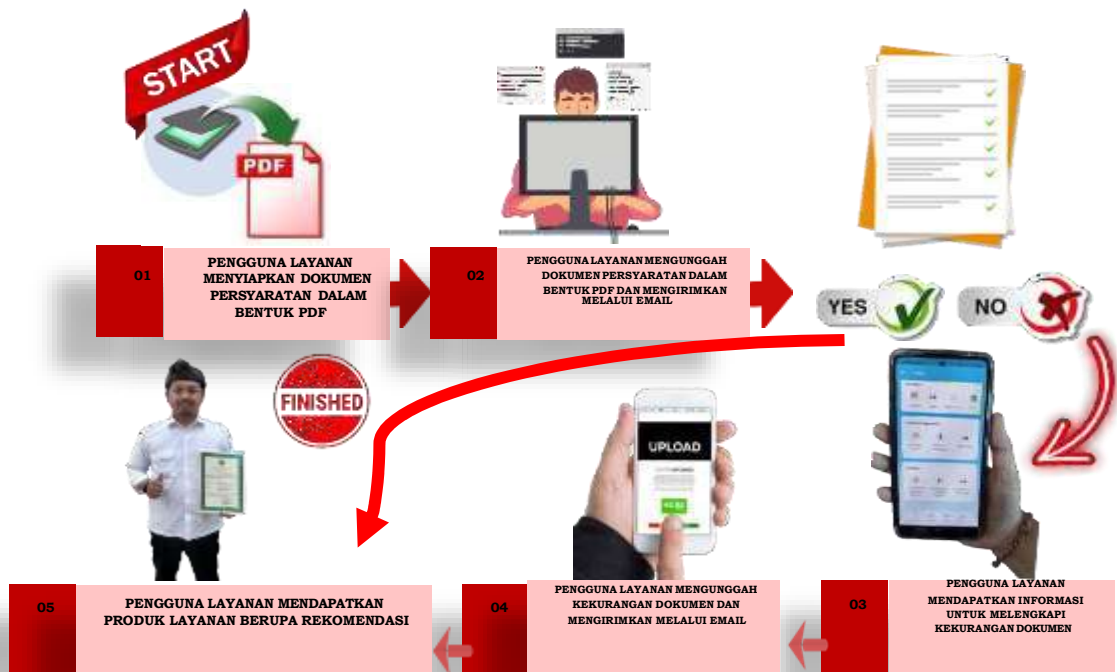 START
PDF
01
PENGGUNA LAYANAN
MENYIAPKAN DOKUMEN
PERSYARATAN DALAM
BENTUK PDF
02
PENGGUNA LAYANAN MENGUNGGAH
DOKUMEN PERSYARATAN DALAM
BENTUK PDF DAN MENGIRIMKAN
MELALUI EMAIL
YES
NO
FINISHED
UPLOAD
03
PENGGUNA LAYANAN
MENDAPATKAN INFORMASI
UNTUK MELENGKAPI
KEKURANGAN DOKUMEN
04
PENGGUNA LAYANAN MENGUNGGAH
KEKURANGAN DOKUMEN DAN
MENGIRIMKAN MELALUI EMAIL
05
PENGGUNA LAYANAN MENDAPATKAN
PRODUK LAYANAN BERUPA REKOMENDASI